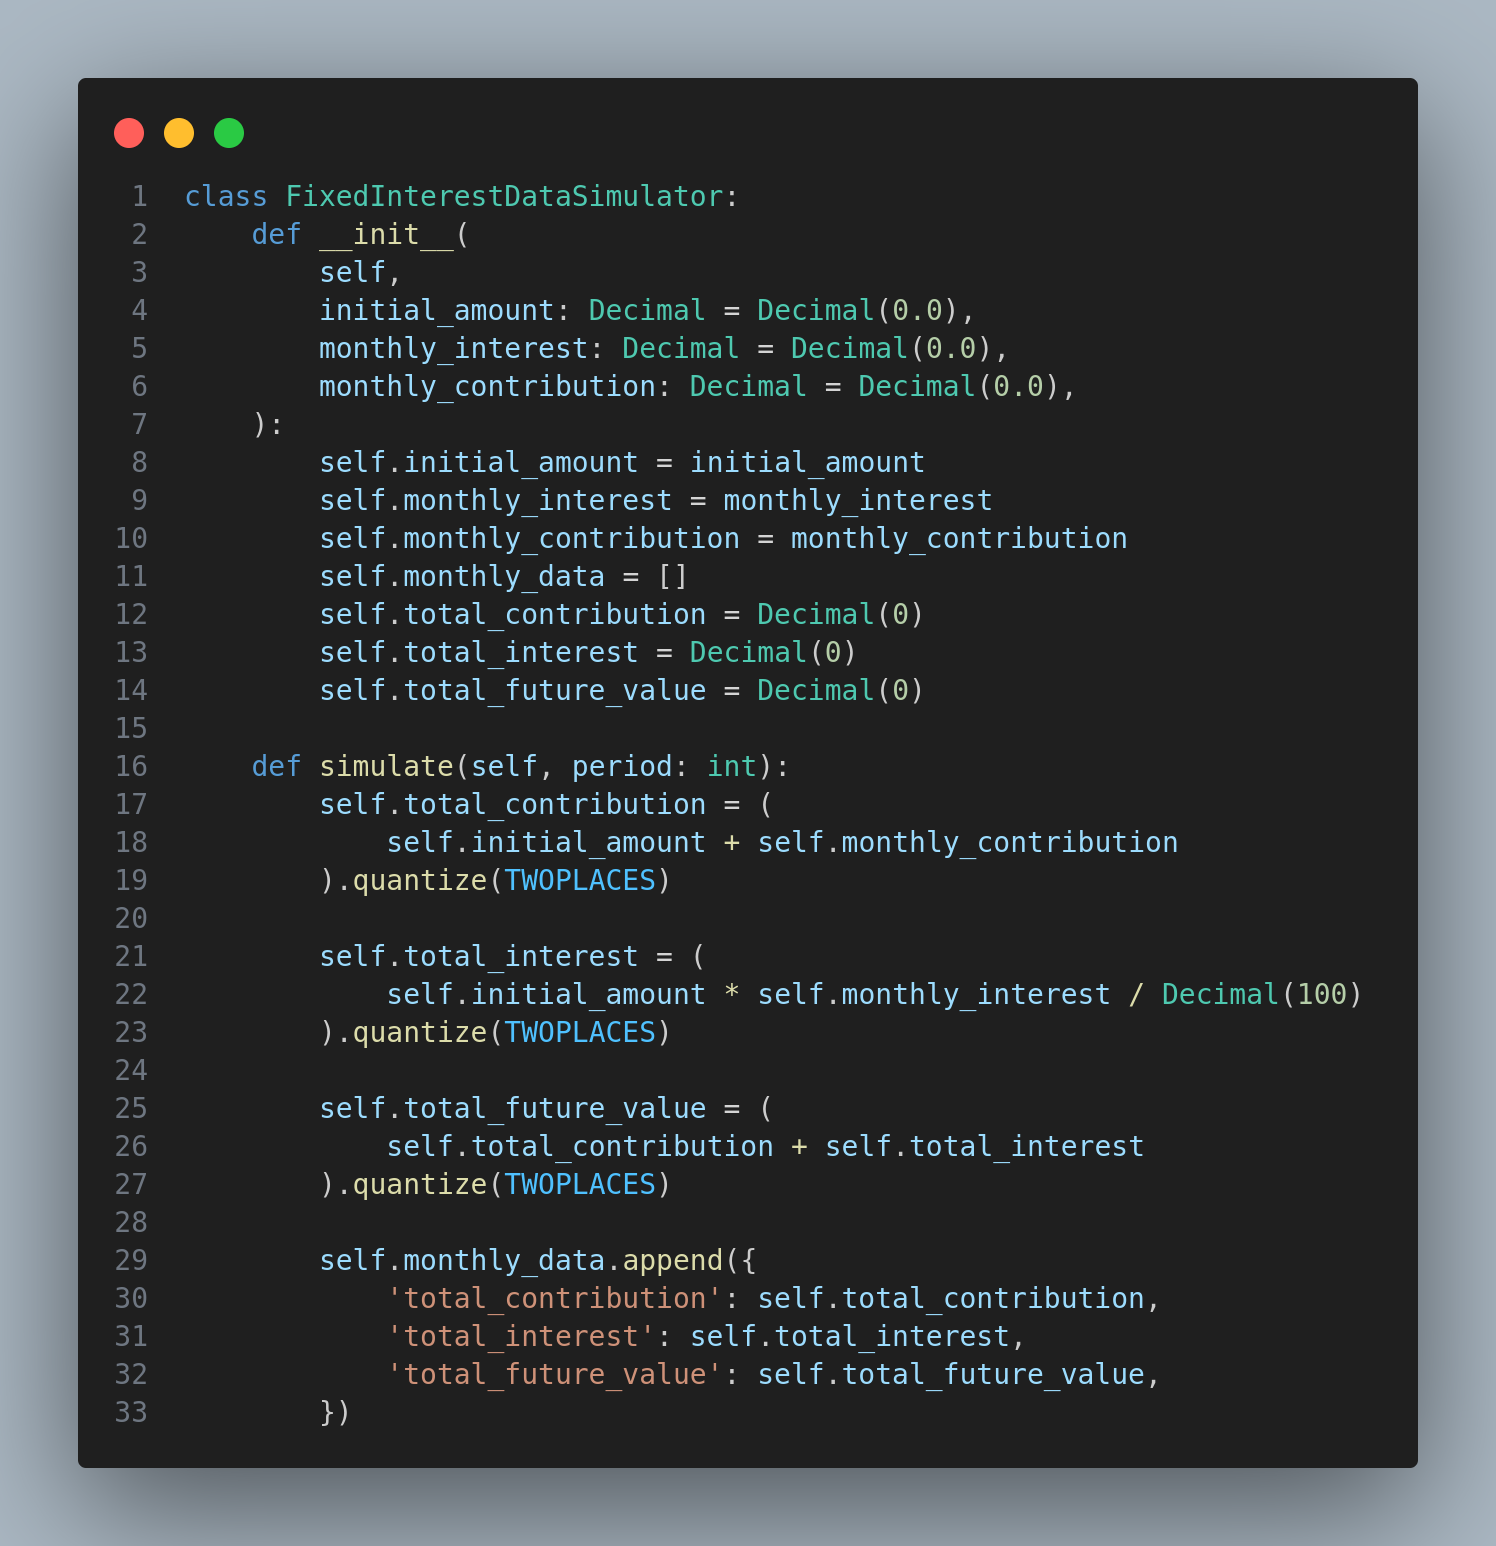 1 class FixedInterestDataSimulator:
2     def __init__(
3         self,
4         initial_amount: Decimal = Decimal(0.0),
5         monthly_interest: Decimal = Decimal(0.0),
6         monthly_contribution: Decimal = Decimal(0.0),
7     ):
8         self.initial_amount = initial_amount
9         self.monthly_interest = monthly_interest
10         self.monthly_contribution = monthly_contribution
11         self.monthly_data = []
12         self.total_contribution = Decimal(0)
13         self.total_interest = Decimal(0)
14         self.total_future_value = Decimal(0)
15
16     def simulate(self, period: int):
17         self.total_contribution = (
18             self.initial_amount + self.monthly_contribution
19         ).quantize(TWOPLACES)
20
21         self.total_interest = (
22             self.initial_amount * self.monthly_interest / Decimal(100)
23         ).quantize(TWOPLACES)
24
25         self.total_future_value = (
26             self.total_contribution + self.total_interest
27         ).quantize(TWOPLACES)
28
29         self.monthly_data.append({
30             'total_contribution': self.total_contribution,
31             'total_interest': self.total_interest,
32             'total_future_value': self.total_future_value,
33         })